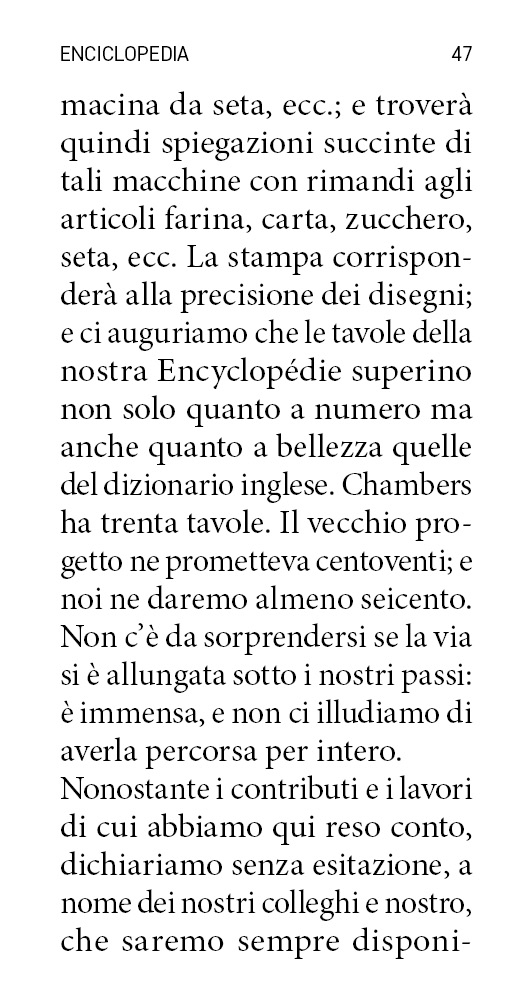 ENCICLOPEDIA 47
macina da seta, ecc.; e troverà
quindi spiegazioni succinte di
tali macchine con rimandi agli
articoli farina, carta, zucchero,
seta, ecc. La stampa corrispon-
derà alla precisione dei disegni;
e ci auguriamo che le tavole della
nostra Encyclopédie superino
non solo quanto a numero ma
anche quanto a bellezza quelle
del dizionario inglese. Chambers
ha trenta tavole. Il vecchio pro-
getto ne prometteva centoventi; e
noi ne daremo almeno seicento.
Non c’è da sorprendersi se la via
si è allungata sotto i nostri passi:
è immensa, e non ci illudiamo di
averla percorsa per intero.
Nonostante i contributi e i lavori
di cui abbiamo qui reso conto,
dichiariamo senza esitazione, a
nome dei nostri colleghi e nostro,
che saremo sempre disponi-